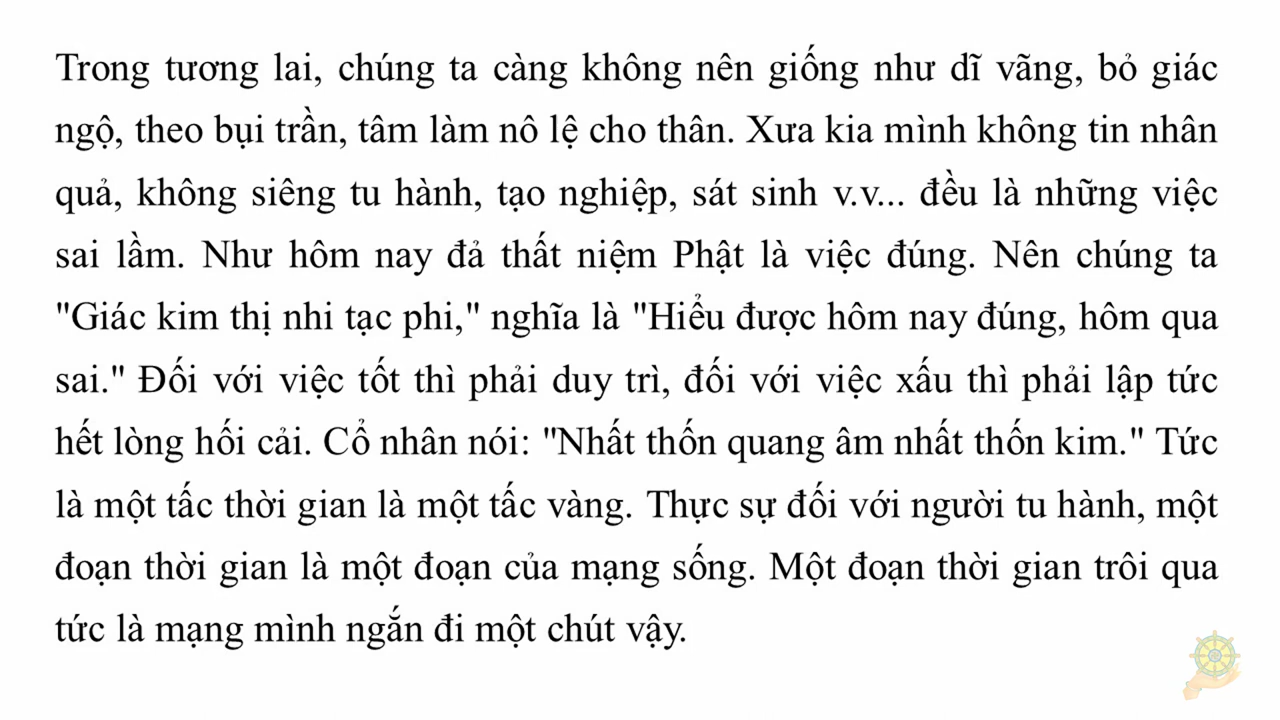 Trong tương lai, chúng ta càng không nên giống như dĩ vãng, bỏ giác
ngộ, theo bụi trần, tâm làm nô lệ cho thân. Xưa kia mình không tin nhân
quả, không siêng tu hành, tạo nghiệp, sát sinh v.v... đều là những việc
sai lầm. Như hôm nay đả thất niệm Phật là việc đúng. Nên chúng ta
"Giác kim thị nhi tạc phi," nghĩa là "Hiểu được hôm nay đúng, hôm qua
sai." Đối với việc tốt thì phải duy trì, đối với việc xấu thì phải lập tức
hết lòng hối cải. Cổ nhân nói: "Nhất thốn quang âm nhất thốn kim." Tức
là một tấc thời gian là một tấc vàng. Thực sự đối với người tu hành, một
đoạn thời gian là một đoạn của mạng sống. Một đoạn thời gian trôi qua
tức là mạng mình ngắn đi một chút vậy.